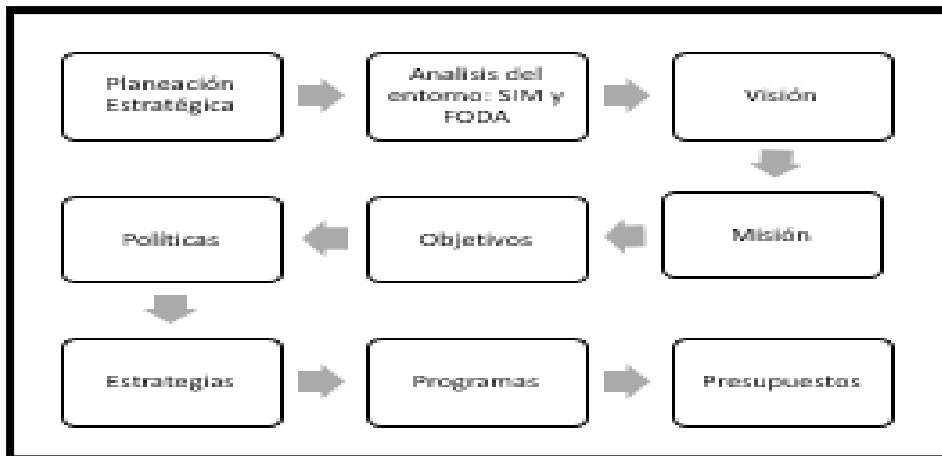 Planeación
Estratégica
Analisis del
entorno: SIM y
FODA
Visión
Misión
Objetivos
Políticas
Estrategias
Programas
Presupuestos